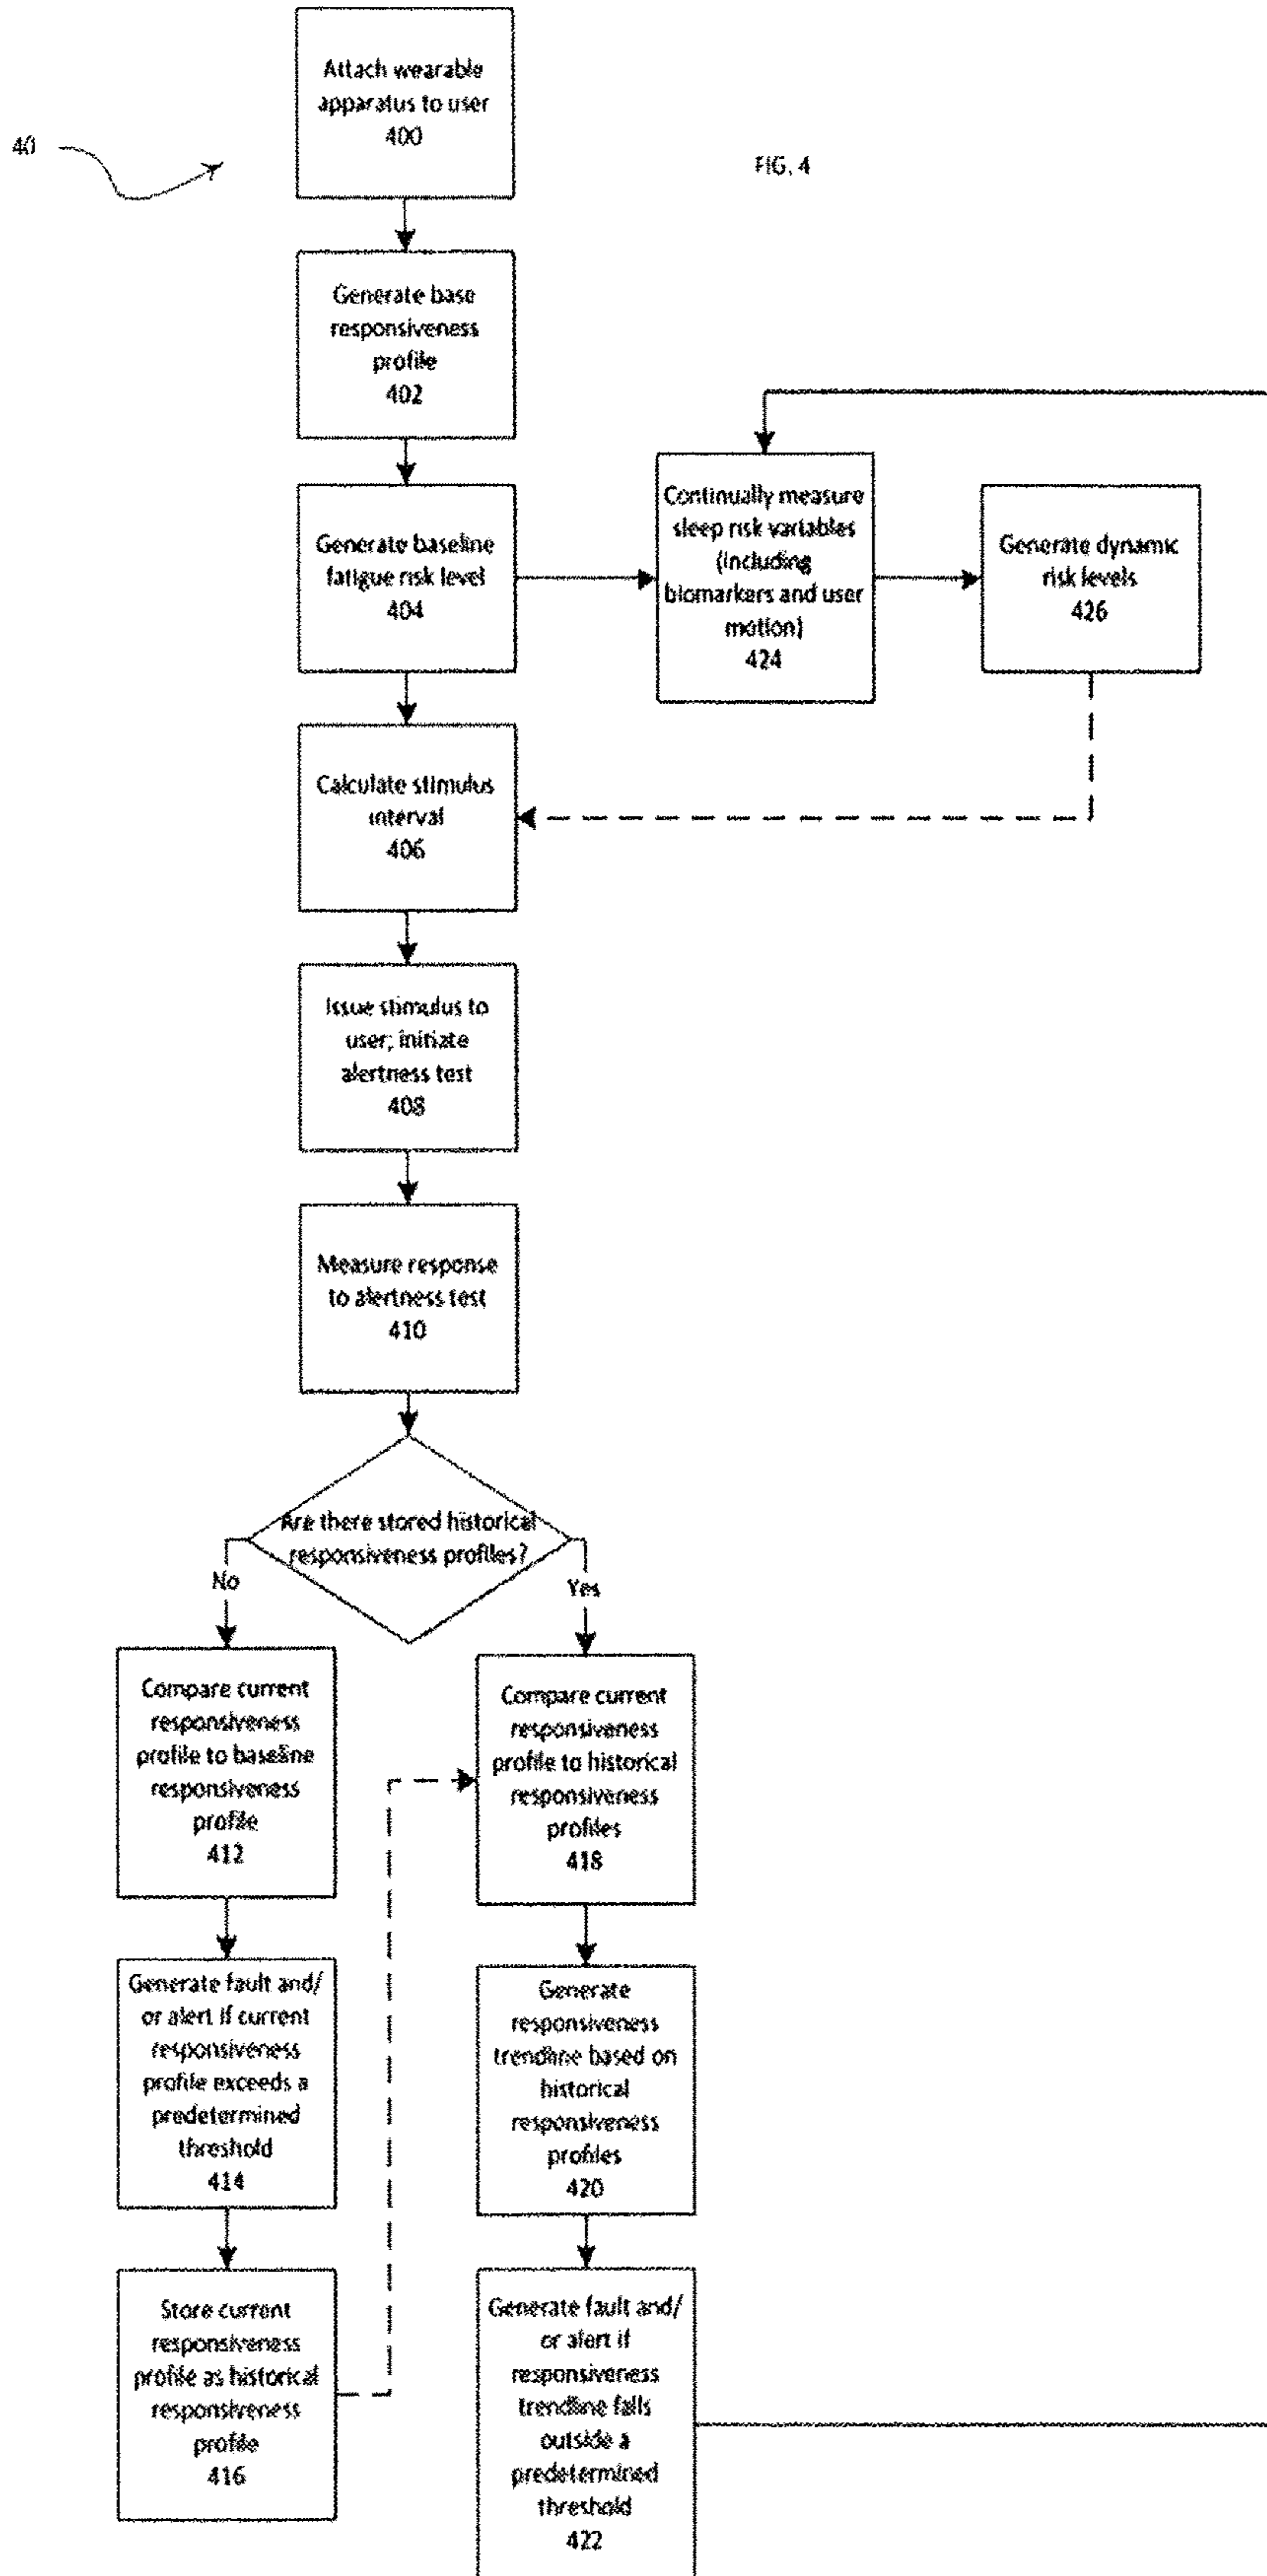 Attach wearable
apparatus to user
400
40
FIG. 4
Generate base
responsiveness
profile
402
Generate baseline
fatigue risk level
404
Continually measure
sleep risk variables
(including
biomarkers and user
motion)
424
Generate dynamic
risk levels
426
Calculate stimulus
interval
406
Issue stimulus to
user; initiate
alertness test
408
Measure response
to alertness test
410
Are there stored historical
responsiveness profiles?
No
Yes
Compare current
responsiveness
profile to baseline
responsiveness
profile
412
Compare current
responsiveness
profile to historical
responsiveness
profiles
418
Generate fault and/
or alert if current
responsiveness
profile exceeds a
predetermined
threshold
414
Generate
responsiveness
trendline based on
historical
responsiveness
profiles
420
Store current
responsiveness
profile as historical
responsiveness
profile
416
Generate fault and/
or alert if
responsiveness
trendline falls
outside a
predetermined
threshold
422